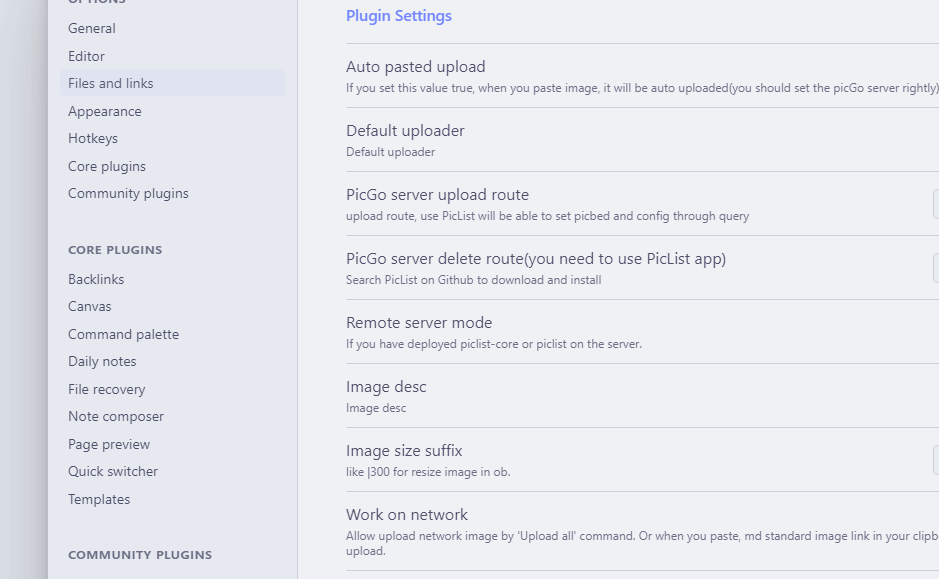 OPTIONS
General
Editor
Files and links
Appearance
Hotkeys
Core plugins
Community plugins
CORE PLUGINS
Backlinks
Canvas
Command palette
Daily notes
File recovery
Note composer
Page preview
Quick switcher
Templates
COMMUNITY PLUGINS
Plugin Settings
Auto pasted upload
If you set this value true, when you paste image, it will be auto uploaded(you should set the picGo server rightly)
Default uploader
Default uploader
PicGo server upload route
upload route, use PicList will be able to set picbed and config through query
PicGo server delete route(you need to use PicList app)
Search PicList on Github to download and install
Remote server mode
If you have deployed piclist-core or piclist on the server.
Image desc
Image desc
Image size suffix
like |300 for resize image in ob.
Work on network
Allow upload network image by 'Upload all' command. Or when you paste, md standard image link in your clipb
upload.